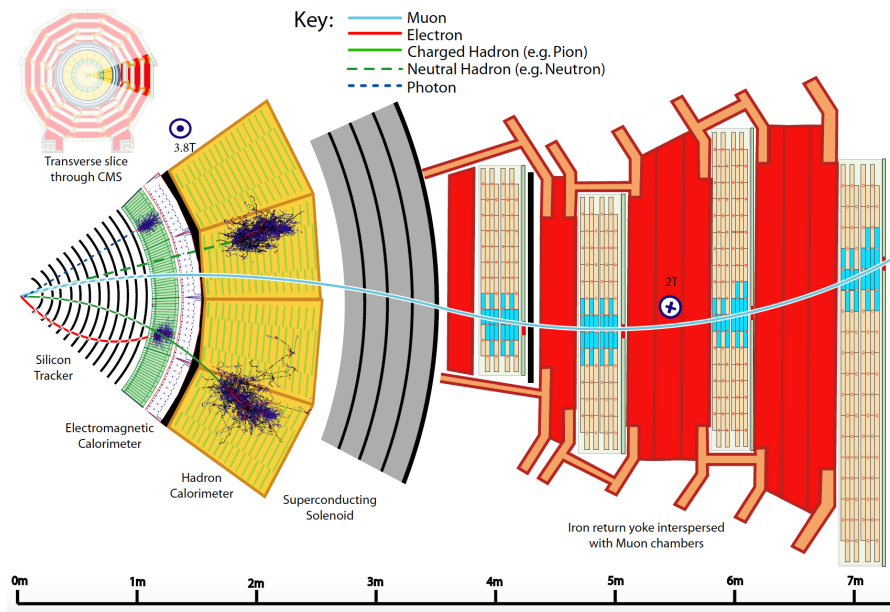 Key:
Muon
Electron
Charged Hadron (e.g. Pion)
Neutral Hadron (e.g. Neutron)
Photon
Transverse slice
through CMS
3.8T
2T
Silicon
Tracker
Electromagnetic
Calorimeter
Hadron
Calorimeter
Superconducting
Solenoid
Iron return yoke interspersed
with Muon chambers
0m 1m 2m 3m 4m 5m 6m 7m